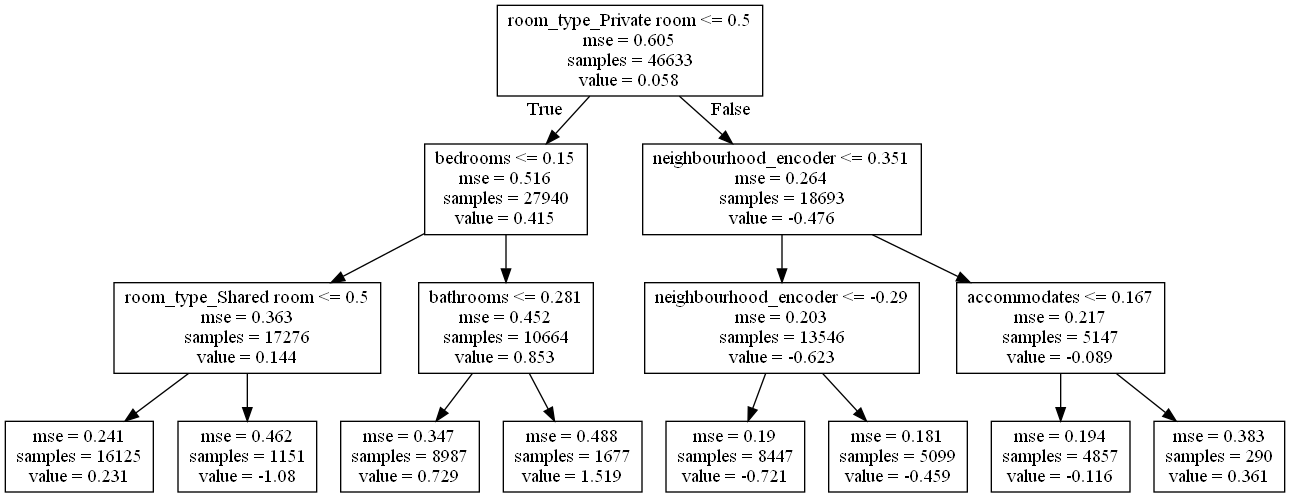 room_type_Private room <= 0.5
mse = 0.605
samples = 46633
value = 0.058
True
False
bedrooms <= 0.15
mse = 0.516
samples = 27940
value = 0.415
neighbourhood_encoder <= 0.351
mse = 0.264
samples = 18693
value = -0.476
room_type_Shared room <= 0.5
mse = 0.363
samples = 17276
value = 0.144
bathrooms <= 0.281
mse = 0.452
samples = 10664
value = 0.853
neighbourhood_encoder <= -0.29
mse = 0.203
samples = 13546
value = -0.623
accommodates <= 0.167
mse = 0.217
samples = 5147
value = -0.089
mse = 0.241
samples = 16125
value = 0.231
mse = 0.462
samples = 1151
value = -1.08
mse = 0.347
samples = 8987
value = 0.729
mse = 0.488
samples = 1677
value = 1.519
mse = 0.19
samples = 8447
value = -0.721
mse = 0.181
samples = 5099
value = -0.459
mse = 0.194
samples = 4857
value = -0.116
mse = 0.383
samples = 290
value = 0.361